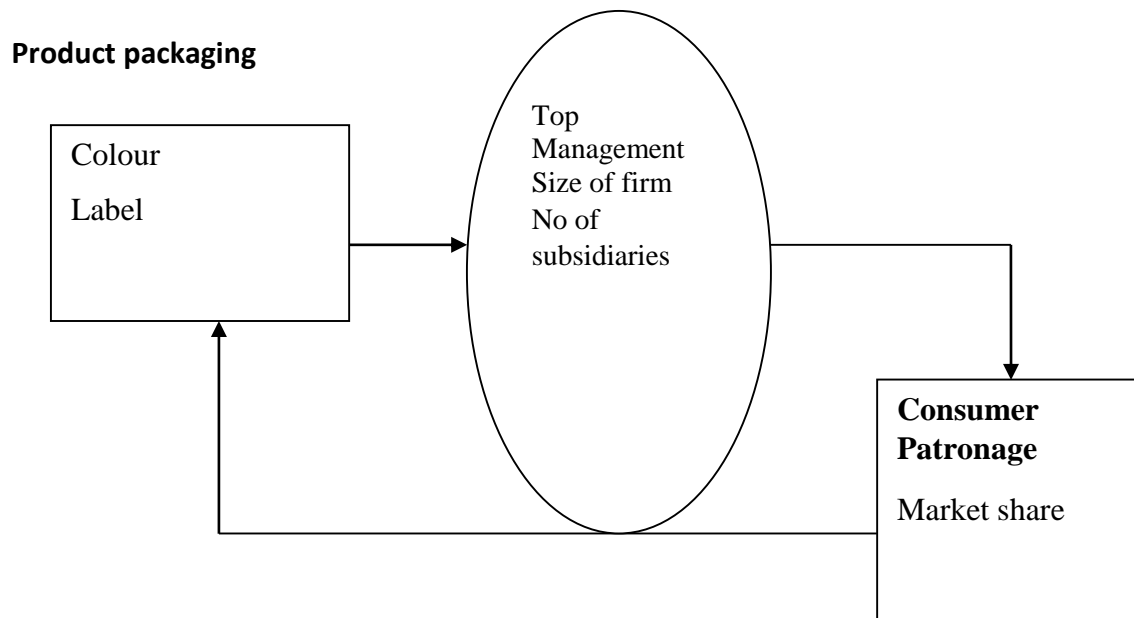 Product packaging
Colour
Label
Top
Management
Size of firm
No of
subsidiaries
Consumer
Patronage
Market share